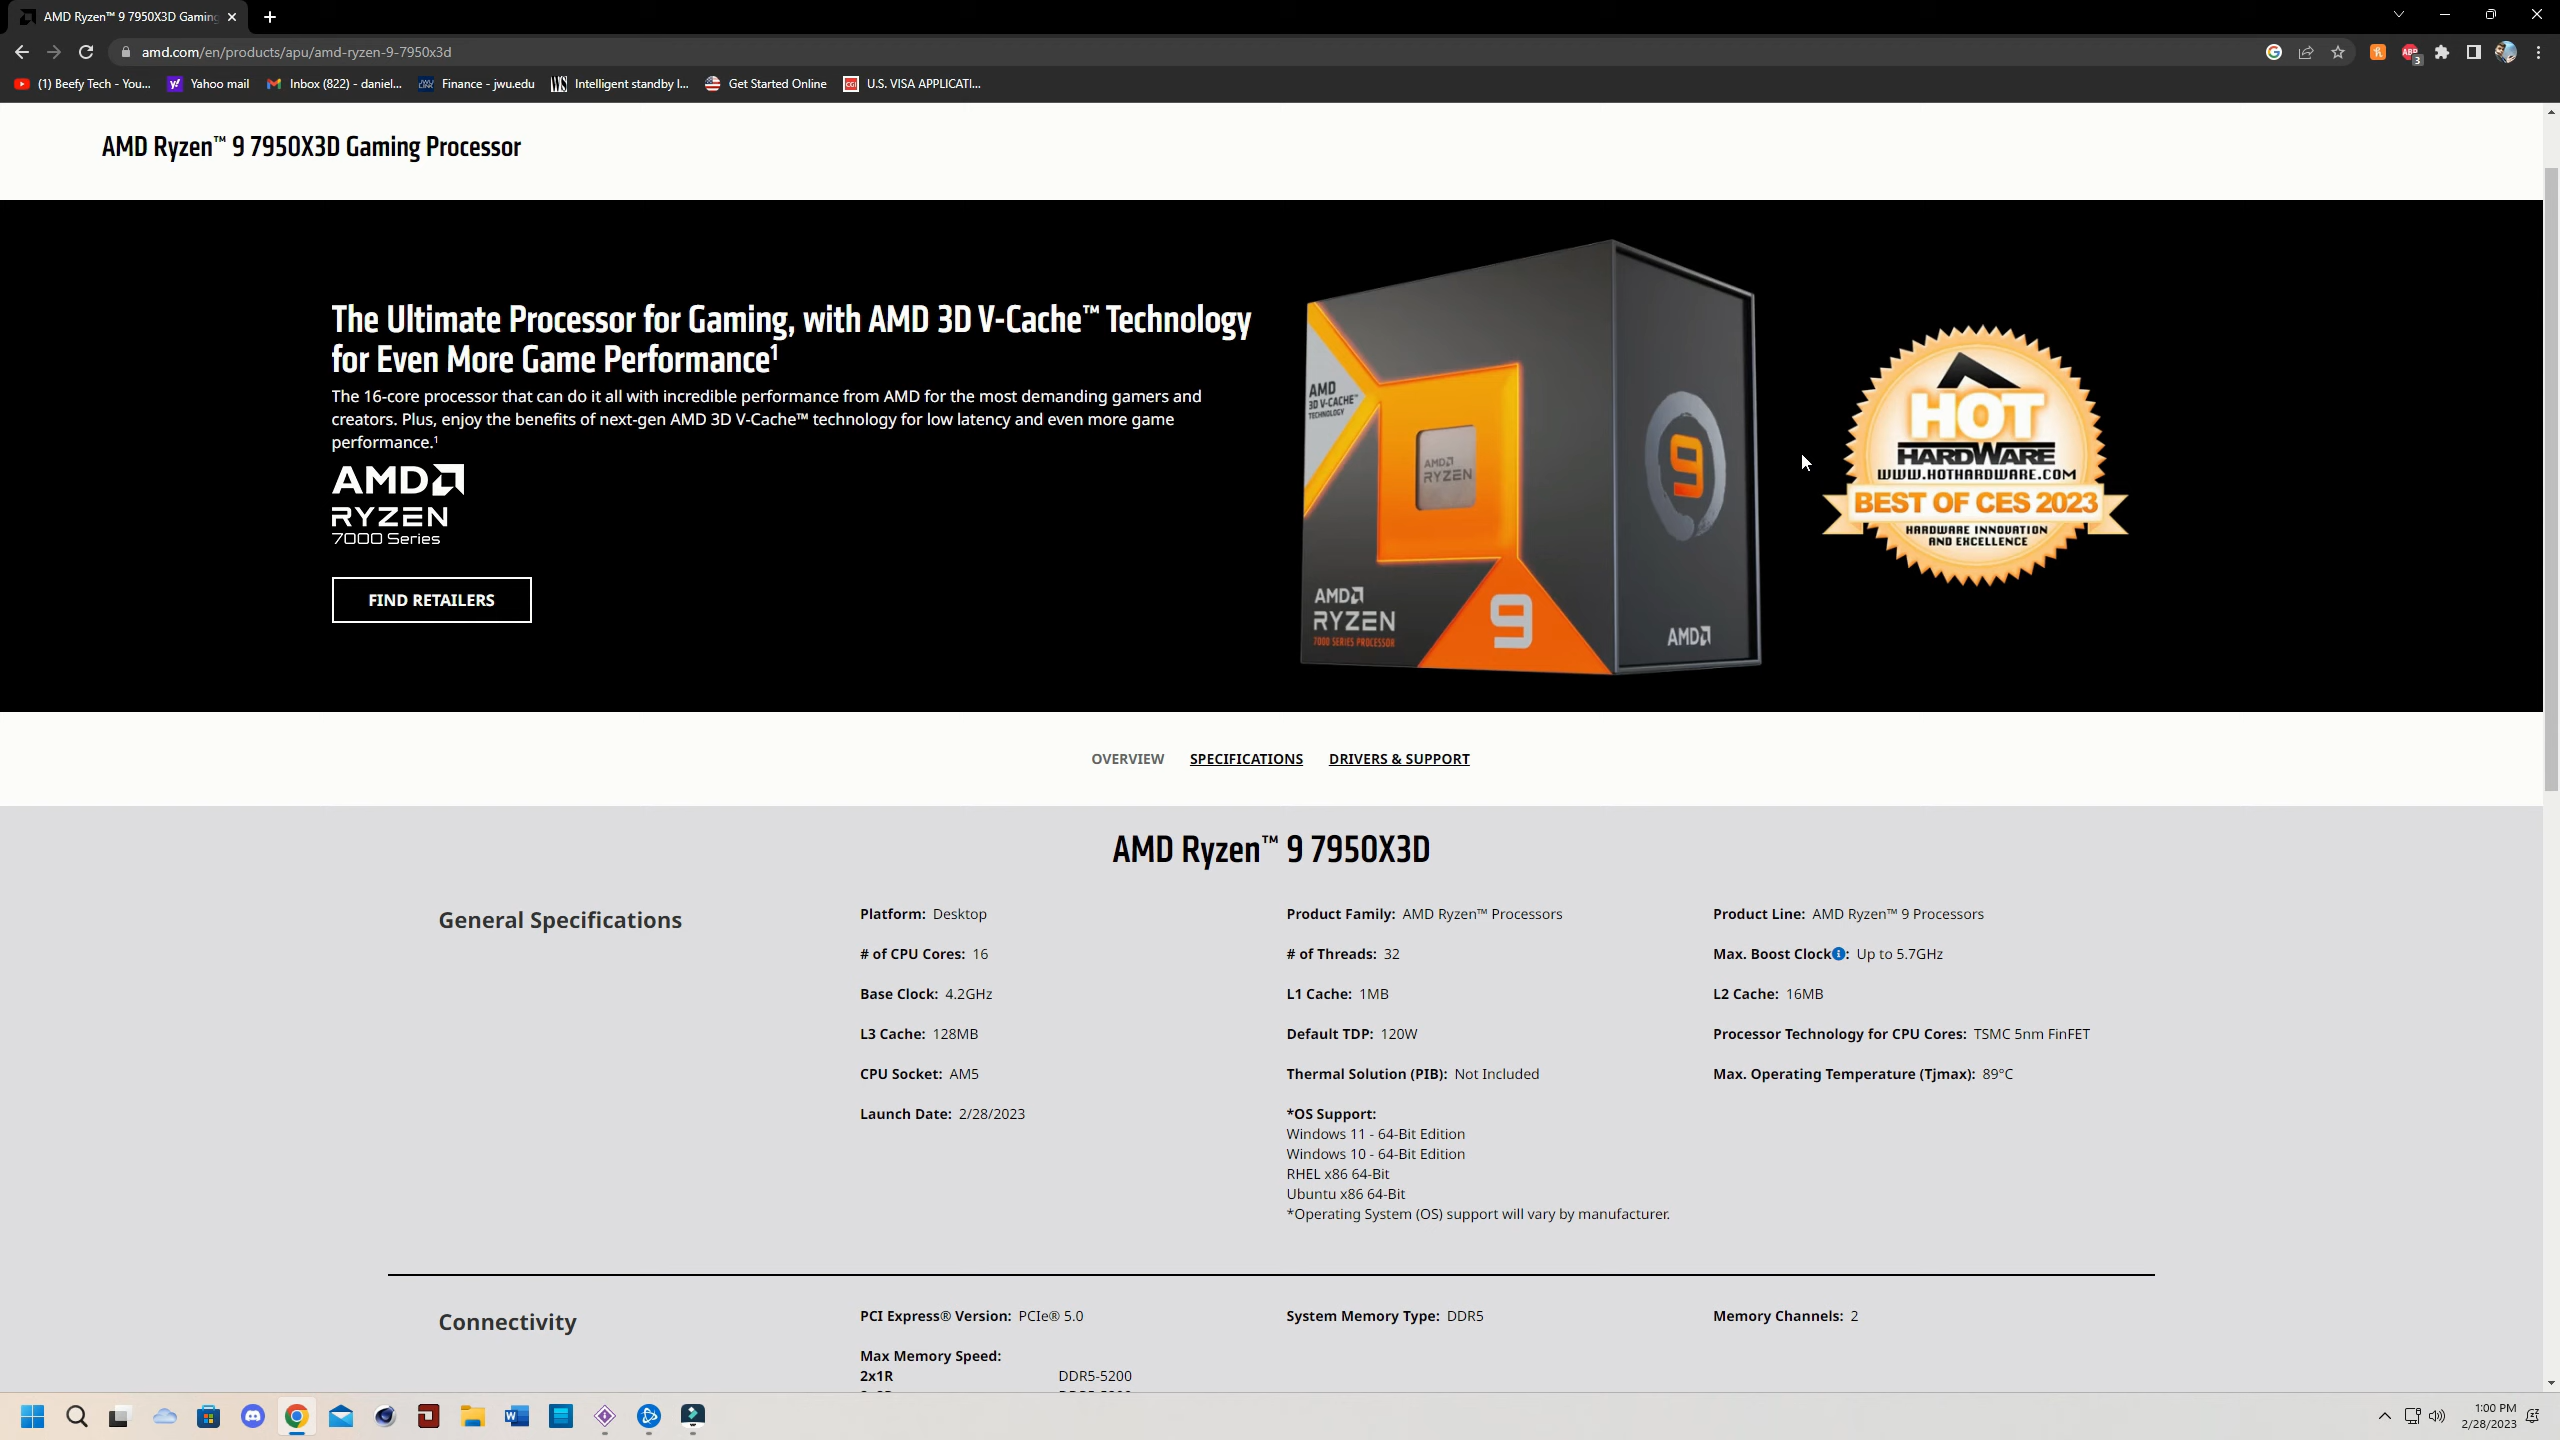 AMD Ryzen™ 9 7950X3D Gaming
amd.com/en/products/apu/amd-ryzen-9-7950x3d
ABP
3
(1) Beefy Tech - You...
Yahoo mail
Inbox (822) - daniel...
Finance - jwu.edu
Intelligent standby l...
Get Started Online
CGI
U.S. VISA APPLICATI...
AMD Ryzen™ 9 7950X3D Gaming Processor
The Ultimate Processor for Gaming, with AMD 3D V-Cache™ Technology
for Even More Game Performance¹
The 16-core processor that can do it all with incredible performance from AMD for the most demanding gamers and
creators. Plus, enjoy the benefits of next-gen AMD 3D V-Cache™ technology for low latency and even more game
performance.¹
AMD
RYZEN
7000 Series
FIND RETAILERS
AMD
3D V-CACHE™
TECHNOLOGY
AMD
RYZEN
9
AMD
RYZEN
7000 SERIES PROCESSOR
9
AMD
HOT
HARDWARE
WWW.HOTHARDWARE.COM
BEST OF CES 2023
HARDWARE INNOVATION
AND EXCELLENCE
OVERVIEW SPECIFICATIONS DRIVERS & SUPPORT
AMD Ryzen™ 9 7950X3D
General Specifications
Platform: Desktop
Product Family: AMD Ryzen™ Processors
Product Line: AMD Ryzen™ 9 Processors
# of CPU Cores: 16
# of Threads: 32
Max. Boost Clock: Up to 5.7GHz
Base Clock: 4.2GHz
L1 Cache: 1MB
L2 Cache: 16MB
L3 Cache: 128MB
Default TDP: 120W
Processor Technology for CPU Cores: TSMC 5nm FinFET
CPU Socket: AM5
Thermal Solution (PIB): Not Included
Max. Operating Temperature (Tjmax): 89°C
Launch Date: 2/28/2023
*OS Support:
Windows 11 - 64-Bit Edition
Windows 10 - 64-Bit Edition
RHEL x86 64-Bit
Ubuntu x86 64-Bit
*Operating System (OS) support will vary by manufacturer.
Connectivity
PCI Express® Version: PCIe® 5.0
System Memory Type: DDR5
Memory Channels: 2
Max Memory Speed:
2x1R DDR5-5200
1:00 PM
2/28/2023